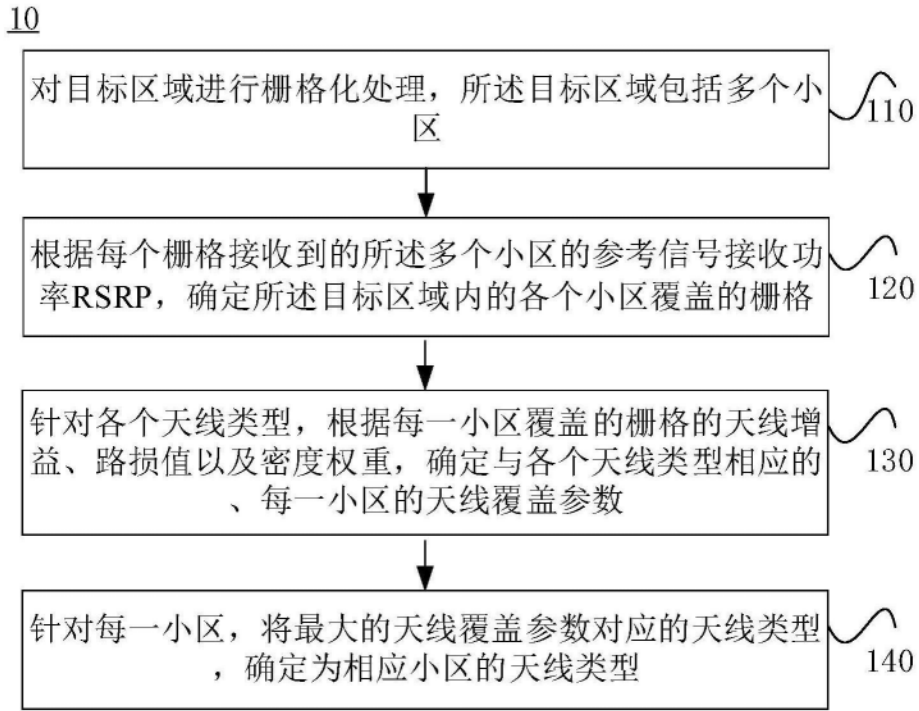 10
对目标区域进行栅格化处理，所述目标区域包括多个小
区
110
根据每个栅格接收到的所述多个小区的参考信号接收功
率RSRP，确定所述目标区域内的各个小区覆盖的栅格
120
针对各个天线类型，根据每一小区覆盖的栅格的天线增
益、路损值以及密度权重，确定与各个天线类型相应的
、每一小区的天线覆盖参数
130
针对每一小区，将最大的天线覆盖参数对应的天线类型
，确定为相应小区的天线类型
140